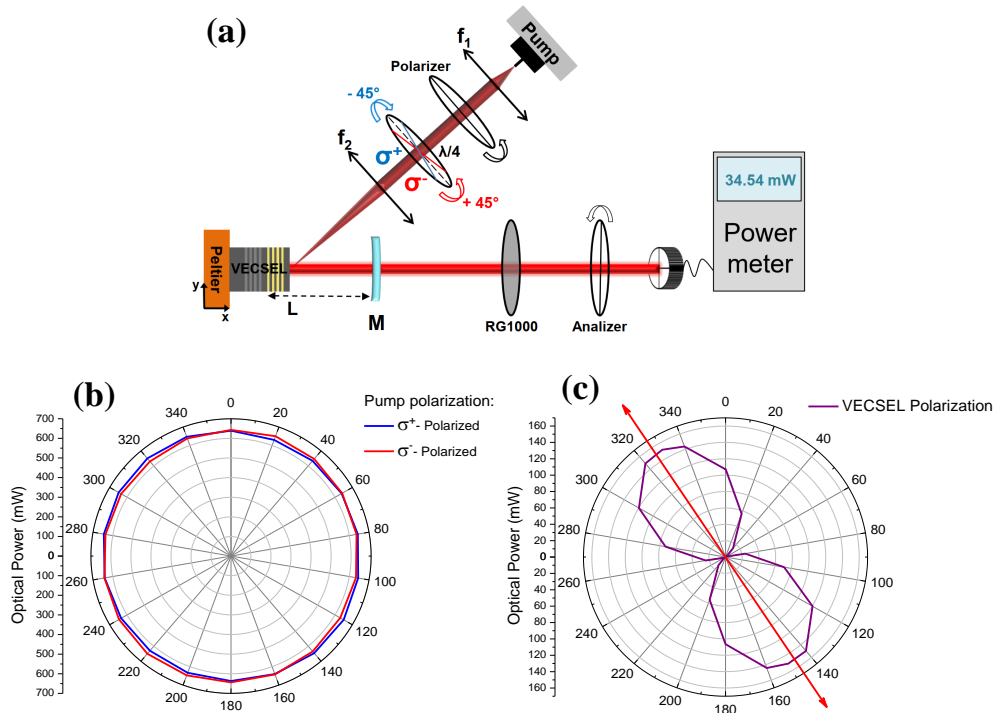 (a)
Pump
f1
Polarizer
- 45°
f2
σ+
λ/4
σ-
+ 45°
34.54 mW
Power
meter
Peltier
VECSEL
y
x
L
M
RG1000
Analizer
(b)
Pump polarization:
σ+- Polarized
σ-- Polarized
Optical Power (mW)
700
600
500
400
300
200
100
0
100
200
300
400
500
600
700
0
20
40
60
80
100
120
140
160
180
200
220
240
260
280
300
320
340
(c)
VECSEL Polarization
Optical Power (mW)
160
140
120
100
80
60
40
20
0
20
40
60
80
100
120
140
160
0
20
40
60
80
100
120
140
160
180
200
220
240
260
280
300
320
340